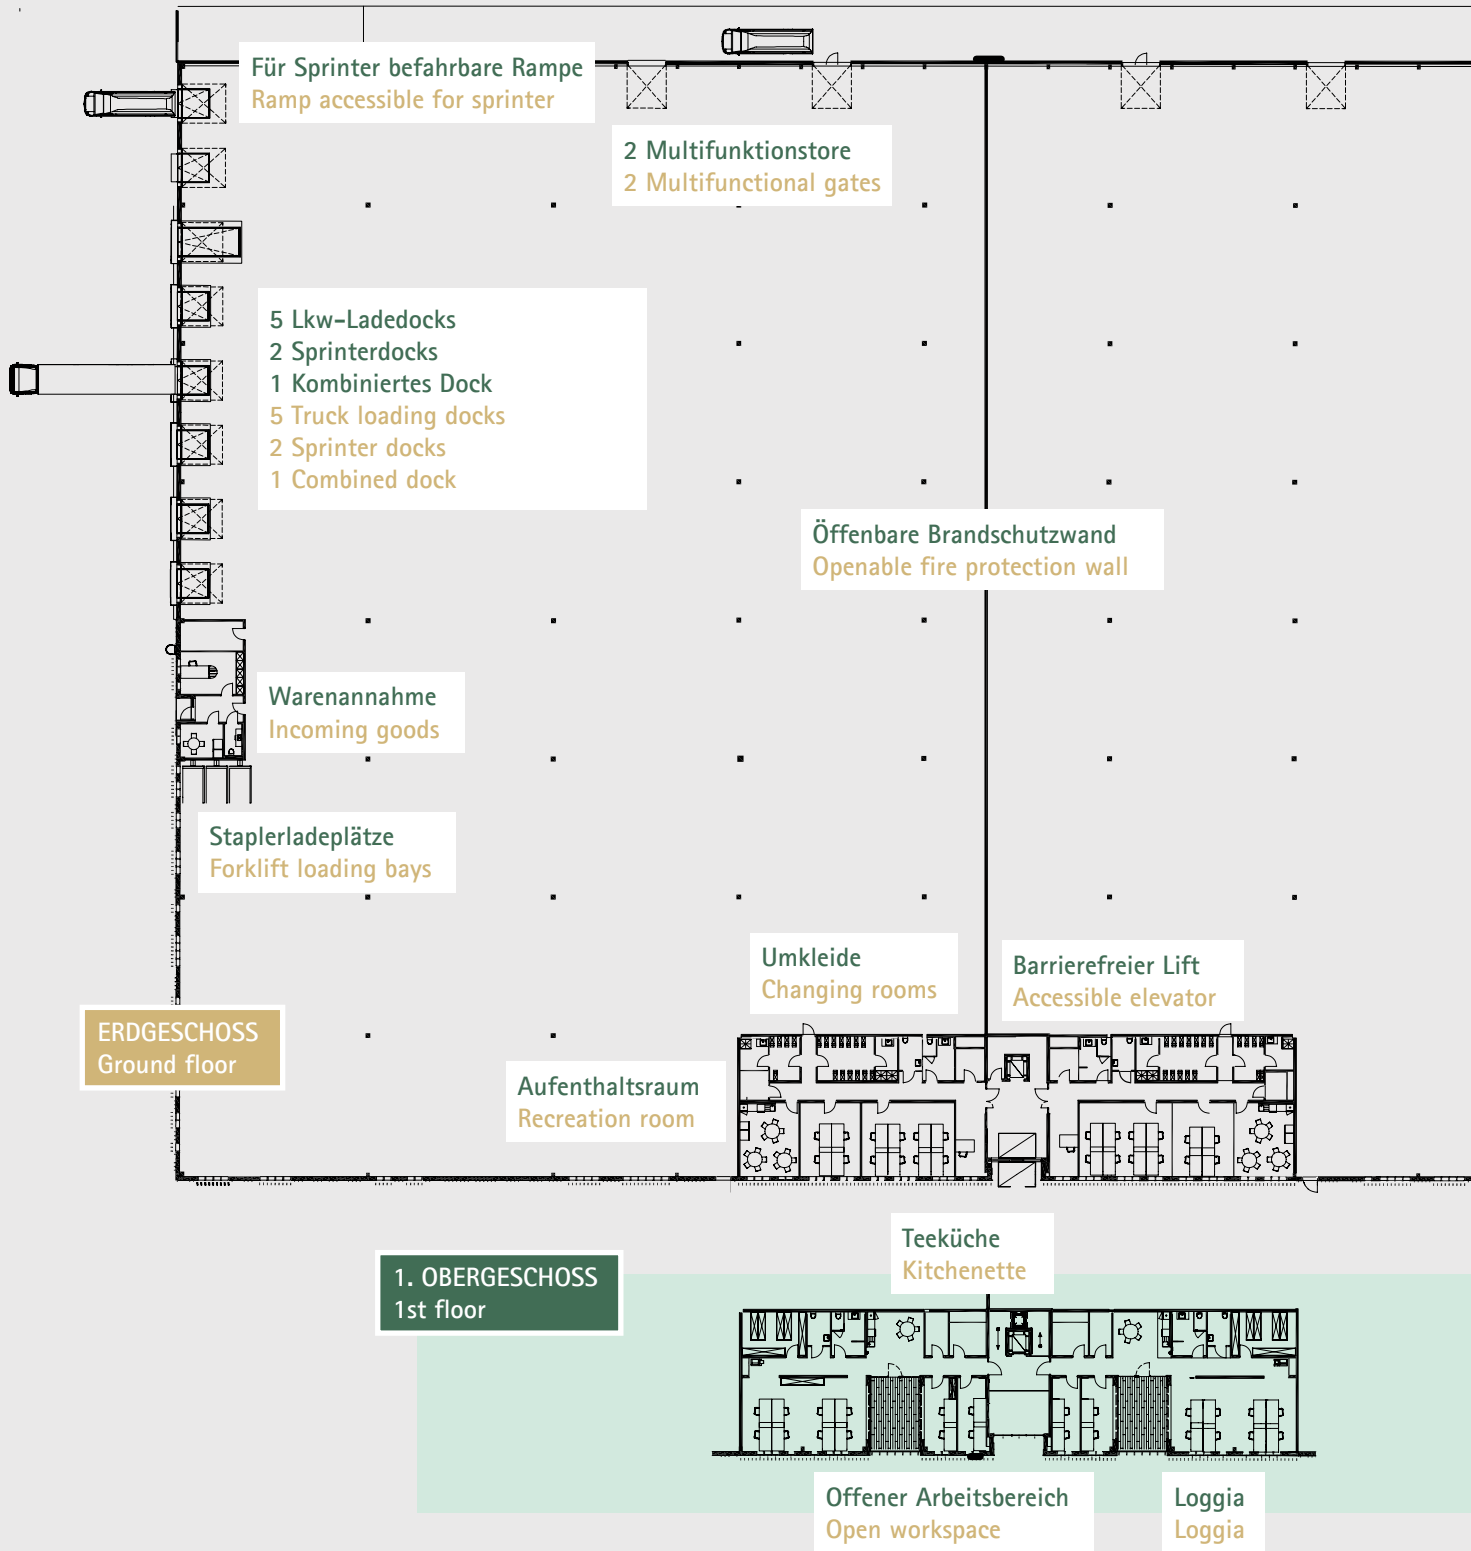 Für Sprinter befahrbare Rampe
Ramp accessible for sprinter
2 Multifunktionstore
2 Multifunctional gates
5 Lkw-Ladedocks
2 Sprinterdocks
1 Kombiniertes Dock
5 Truck loading docks
2 Sprinter docks
1 Combined dock
Öffenbare Brandschutzwand
Openable fire protection wall
Warenannahme
Incoming goods
Staplerladeplätze
Forklift loading bays
Umkleide
Changing rooms
Barrierefreier Lift
Accessible elevator
ERDGESCHOSS
Ground floor
Aufenthaltsraum
Recreation room
Teeküche
Kitchenette
1. OBERGESCHOSS
1st floor
Offener Arbeitsbereich
Open workspace
Loggia
Loggia